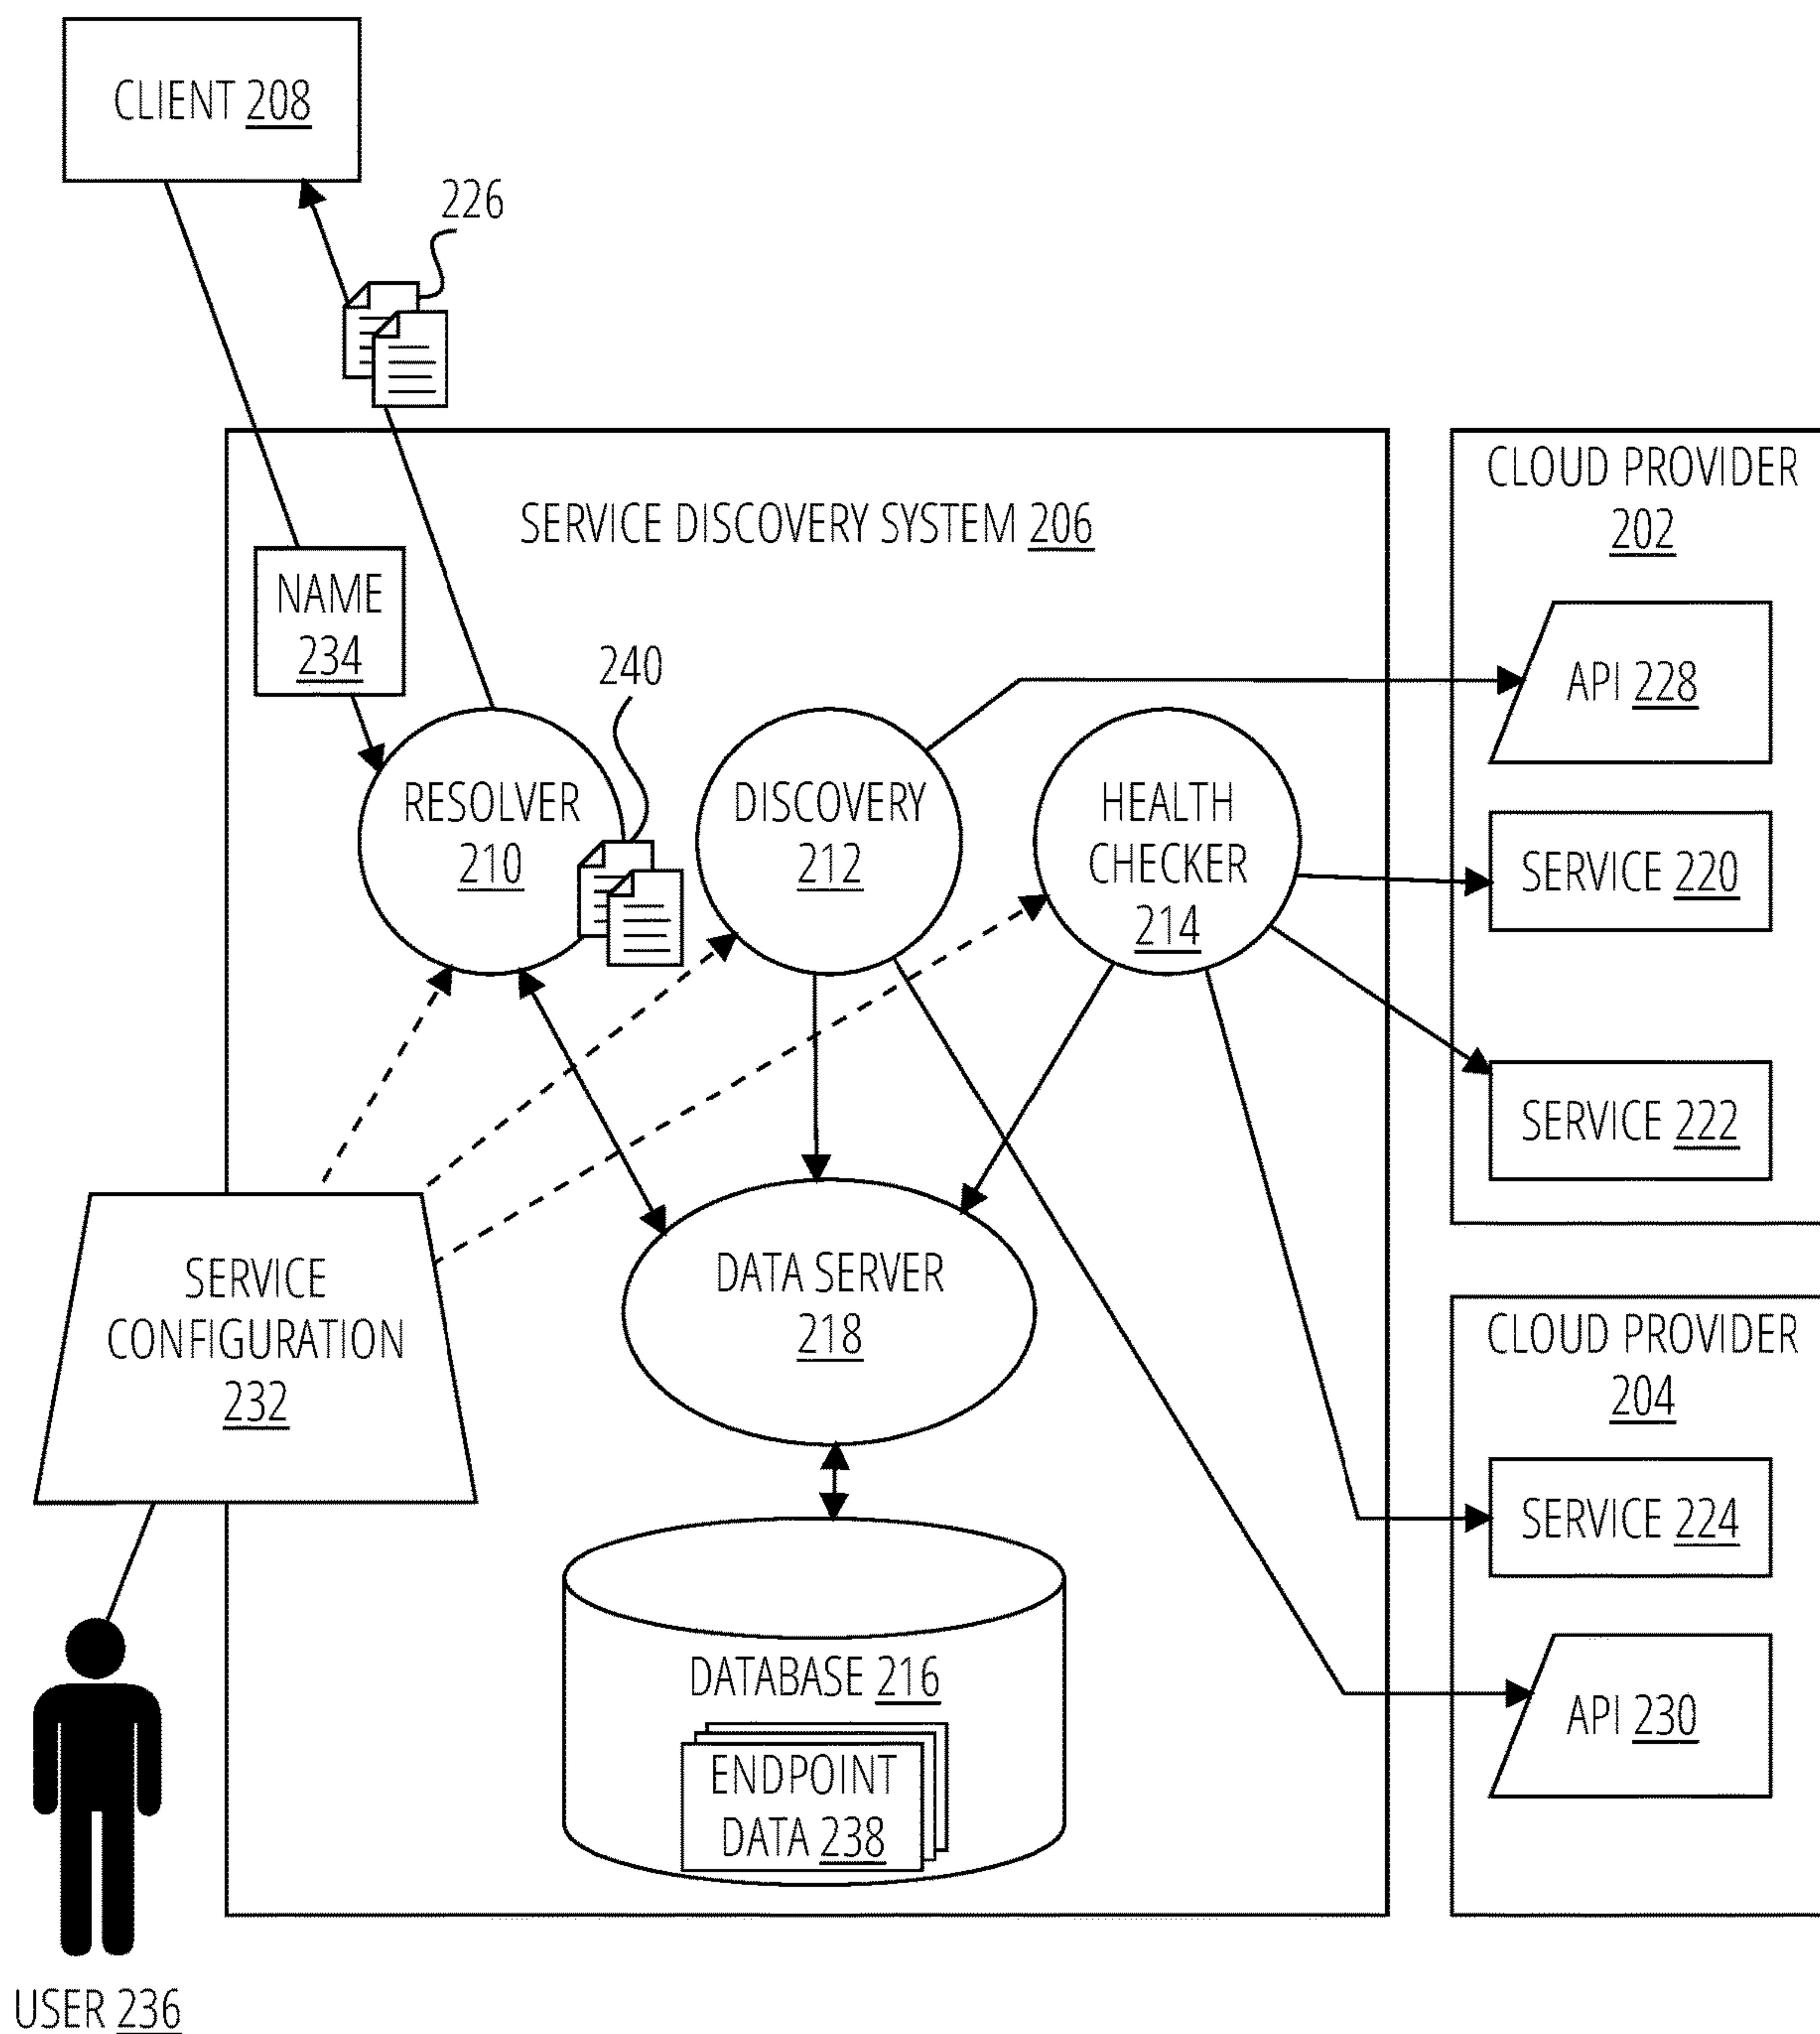 CLIENT 208
226
SERVICE DISCOVERY SYSTEM 206
NAME
234
240
RESOLVER
210
DISCOVERY
212
HEALTH
CHECKER
214
CLOUD PROVIDER
202
API 228
SERVICE 220
SERVICE 222
SERVICE
CONFIGURATION
232
DATA SERVER
218
CLOUD PROVIDER
204
SERVICE 224
API 230
DATABASE 216
ENDPOINT
DATA 238
USER 236